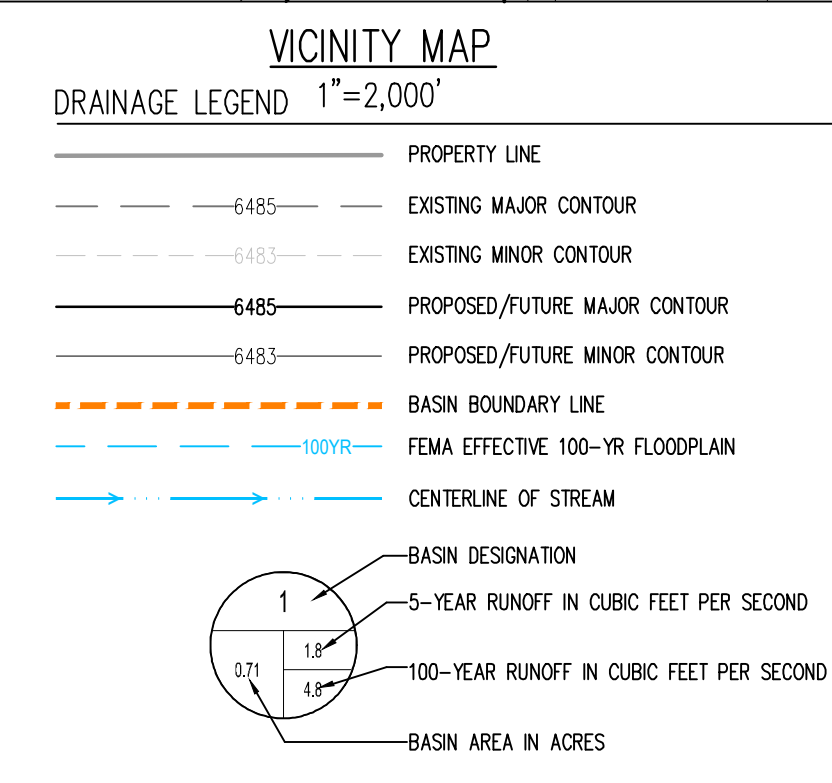 VICINITY MAP
DRAINAGE LEGEND 1"=2,000'
PROPERTY LINE
6485 EXISTING MAJOR CONTOUR
6483 EXISTING MINOR CONTOUR
6485 PROPOSED/FUTURE MAJOR CONTOUR
6483 PROPOSED/FUTURE MINOR CONTOUR
BASIN BOUNDARY LINE
100YR FEMA EFFECTIVE 100-YR FLOODPLAIN
CENTERLINE OF STREAM
BASIN DESIGNATION
1
5-YEAR RUNOFF IN CUBIC FEET PER SECOND
1.8
0.71
100-YEAR RUNOFF IN CUBIC FEET PER SECOND
4.8
BASIN AREA IN ACRES